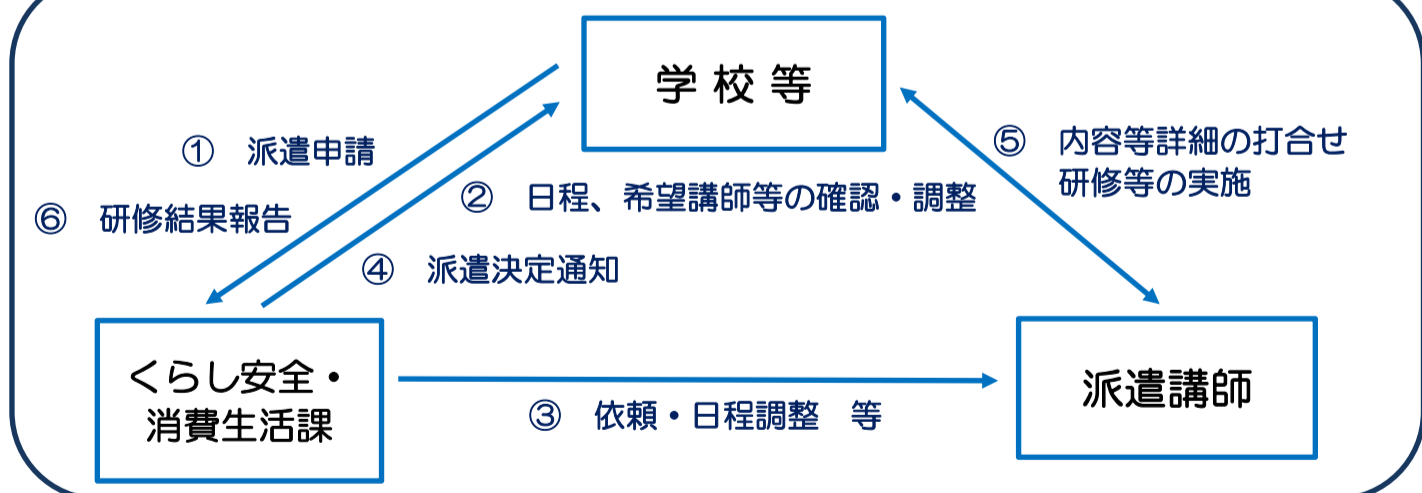 学校等
① 派遣申請
⑤ 内容等詳細の打合せ
研修等の実施
② 日程、希望講師等の確認・調整
⑥ 研修結果報告
④ 派遣決定通知
くらし安全・
消費生活課
派遣講師
③ 依頼・日程調整 等